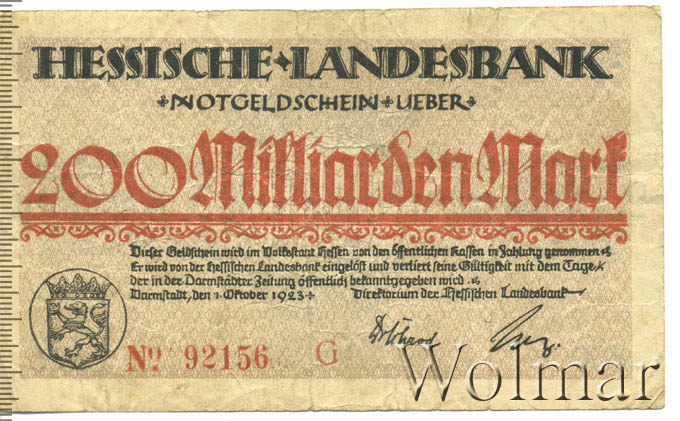 HESSISCHE LANDESBANK
NOTGELDSCHEIN UEBER
200 Milliarden Mark
Dieser Geldschein wird im Volksstaat Hessen von den öffentlichen Kassen in Zahlung genommen
Er wird von der Hessischen Landesbank eingelöst und verliert seine Gültigkeit mit dem Tage,
der in der Darmstädter Zeitung öffentlich bekanntgegeben wird.
Darmstadt, den 1. Oktober 1923 Direktorium der Hessischen Landesbank
No 92156 G
Wolmar